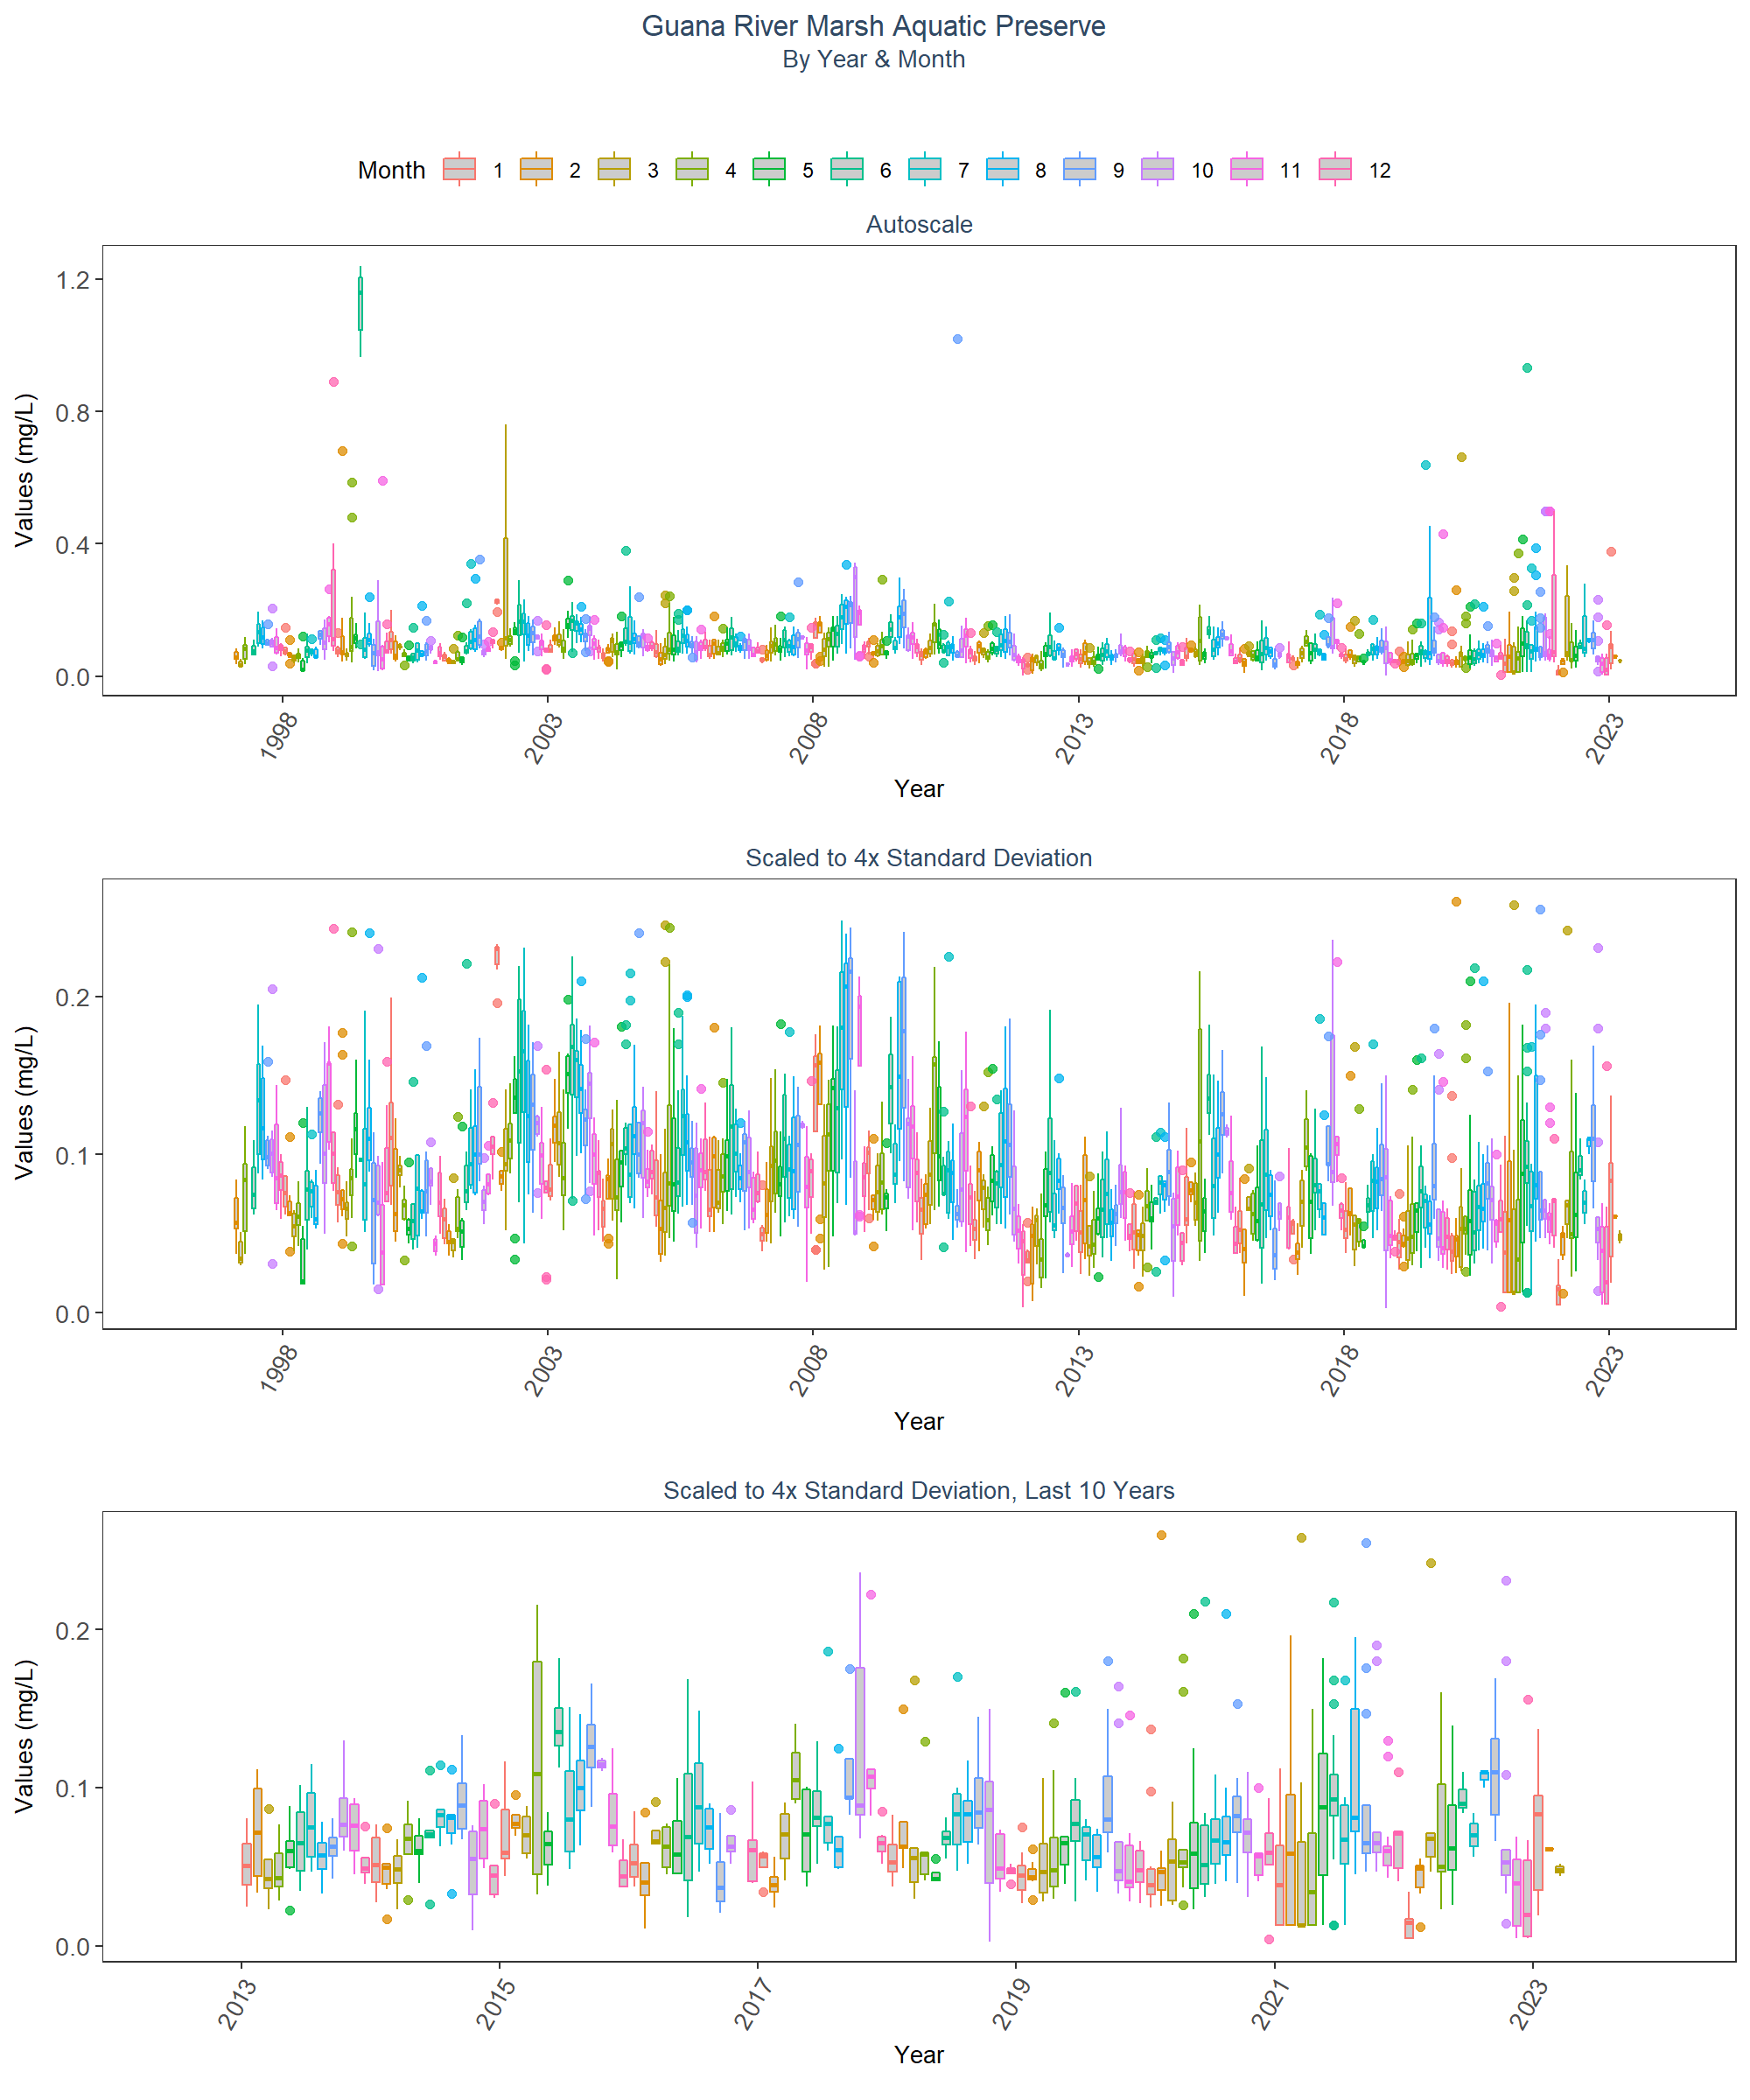 Guana River Marsh Aquatic Preserve
By Year & Month
Month 1 2 3 4 5 6 7 8 9 10 11 12
Autoscale
Values (mg/L)
1.2
0.8
0.4
0.0
1998 2003 2008 2013 2018 2023
Year
Scaled to 4x Standard Deviation
Values (mg/L)
0.2
0.1
0.0
1998 2003 2008 2013 2018 2023
Year
Scaled to 4x Standard Deviation, Last 10 Years
Values (mg/L)
0.2
0.1
0.0
2013 2015 2017 2019 2021 2023
Year